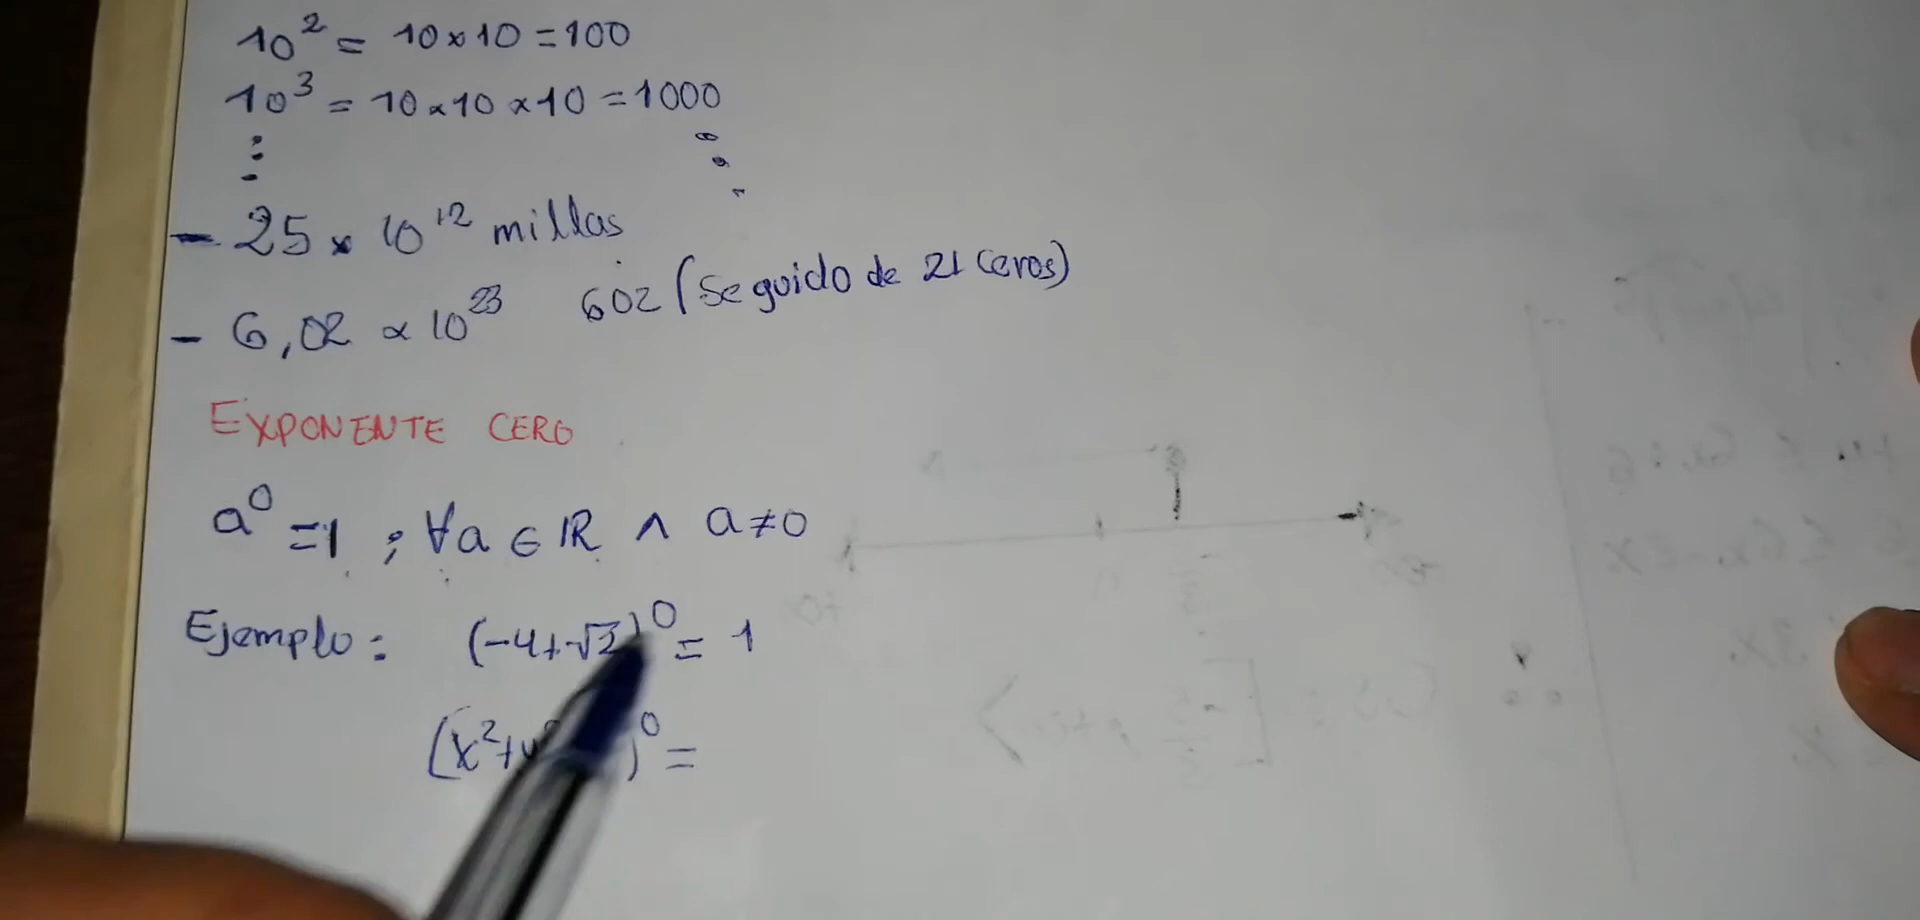 10² = 10×10 = 100
10³ = 10×10×10 = 1000
- 25 × 10¹² millas
- 6,02 × 10²³ 602 (Seguido de 21 ceros)
EXPONENTE CERO
a⁰ = 1 ; ∀a ∈ ℝ ∧ a ≠ 0
Ejemplo: (-4+√2)⁰ = 1
(x²+ )⁰ =